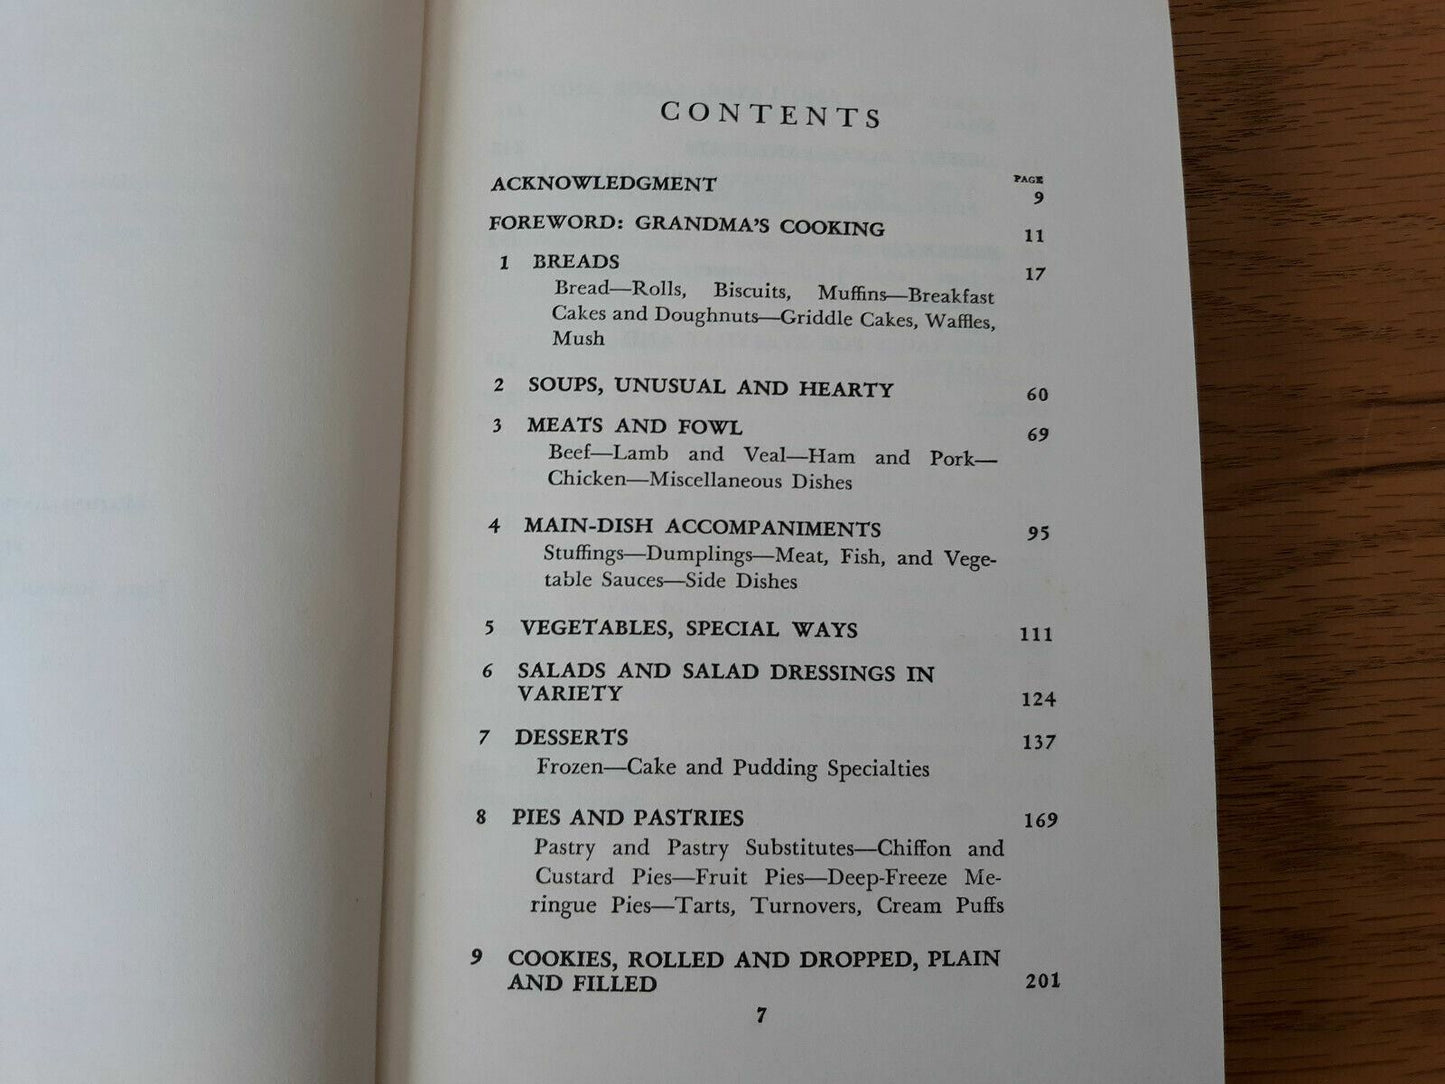 CONTENTS
PAGE
ACKNOWLEDGMENT 9
FOREWORD: GRANDMA'S COOKING 11
1 BREADS 17
Bread—Rolls, Biscuits, Muffins—Breakfast
Cakes and Doughnuts—Griddle Cakes, Waffles,
Mush
2 SOUPS, UNUSUAL AND HEARTY 60
3 MEATS AND FOWL 69
Beef—Lamb and Veal—Ham and Pork—
Chicken—Miscellaneous Dishes
4 MAIN-DISH ACCOMPANIMENTS 95
Stuffings—Dumplings—Meat, Fish, and Vege-
table Sauces—Side Dishes
5 VEGETABLES, SPECIAL WAYS 111
6 SALADS AND SALAD DRESSINGS IN
VARIETY 124
7 DESSERTS 137
Frozen—Cake and Pudding Specialties
8 PIES AND PASTRIES 169
Pastry and Pastry Substitutes—Chiffon and
Custard Pies—Fruit Pies—Deep-Freeze Me-
ringue Pies—Tarts, Turnovers, Cream Puffs
9 COOKIES, ROLLED AND DROPPED, PLAIN
AND FILLED 201
7